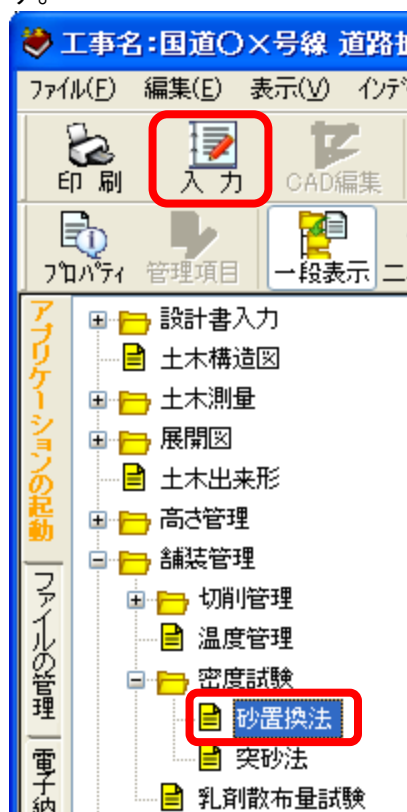 す。
工事名:国道〇×号線 道路
ファイル(F) 編集(E) 表示(V) インデ
印 刷 入 力 CAD編集
プロパティ 管理項目 一段表示 二
アプリケーションの起動
ファイルの管理
電子納
設計書入力
土木構造図
土木測量
展開図
土木出来形
高さ管理
舗装管理
切削管理
温度管理
密度試験
砂置換法
突砂法
乳剤散布量試験